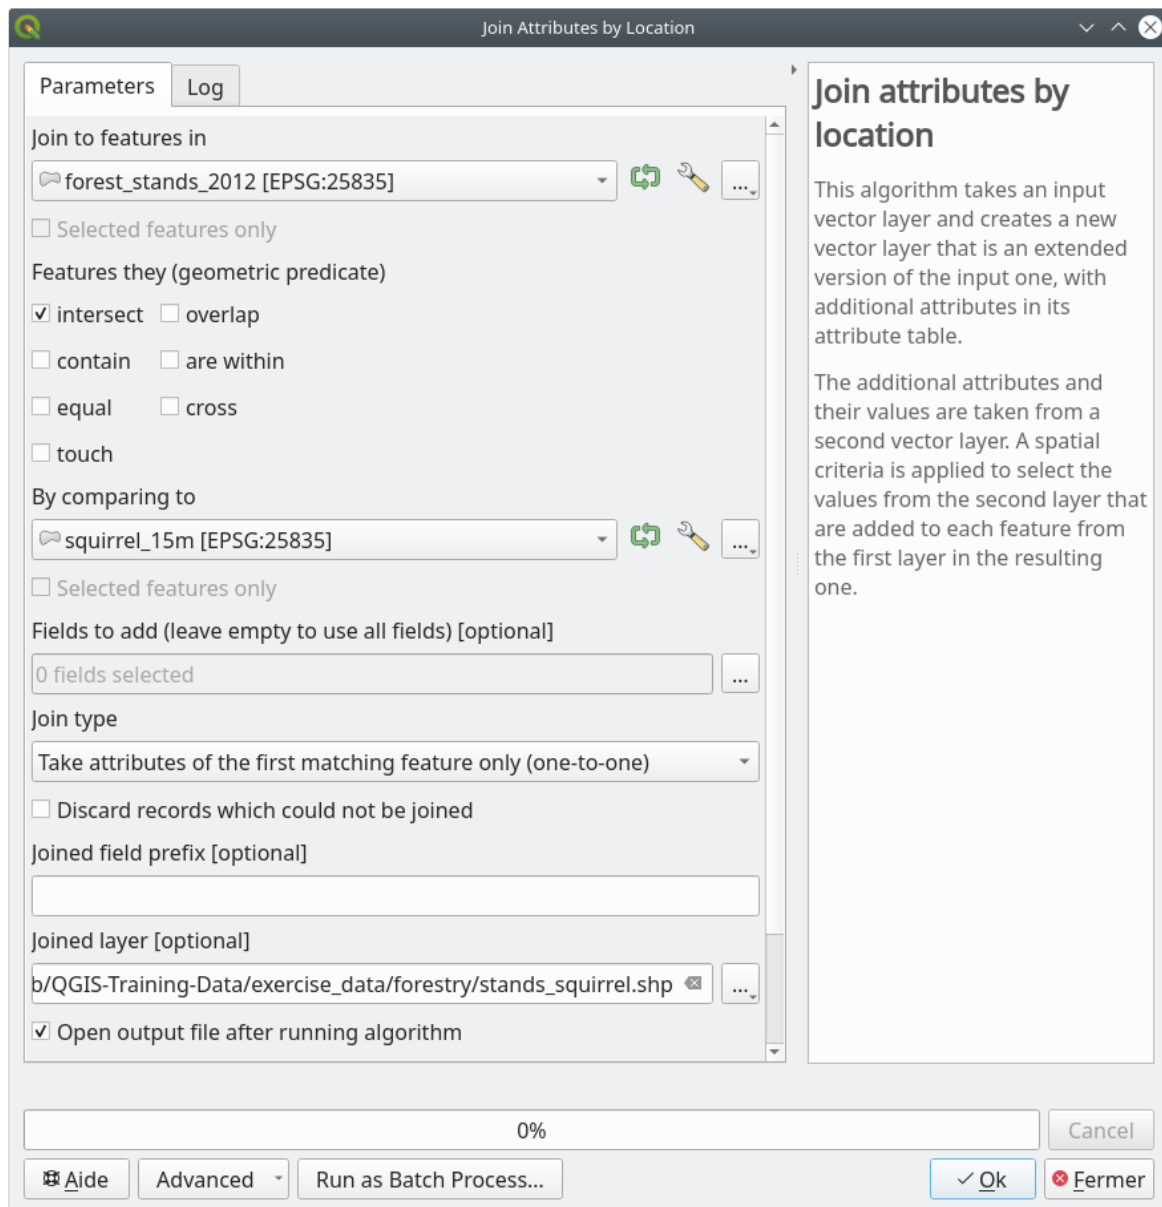 Join Attributes by Location
Parameters
Log
Join to features in
forest_stands_2012 [EPSG:25835]
...
Selected features only
Features they (geometric predicate)
intersect
overlap
contain
are within
equal
cross
touch
By comparing to
squirrel_15m [EPSG:25835]
...
Selected features only
Fields to add (leave empty to use all fields) [optional]
0 fields selected
...
Join type
Take attributes of the first matching feature only (one-to-one)
Discard records which could not be joined
Joined field prefix [optional]
Joined layer [optional]
b/QGIS-Training-Data/exercise_data/forestry/stands_squirrel.shp
...
Open output file after running algorithm
Join attributes by
location
This algorithm takes an input
vector layer and creates a new
vector layer that is an extended
version of the input one, with
additional attributes in its
attribute table.
The additional attributes and
their values are taken from a
second vector layer. A spatial
criteria is applied to select the
values from the second layer that
are added to each feature from
the first layer in the resulting
one.
0%
Cancel
Aide
Advanced
Run as Batch Process...
Ok
Fermer